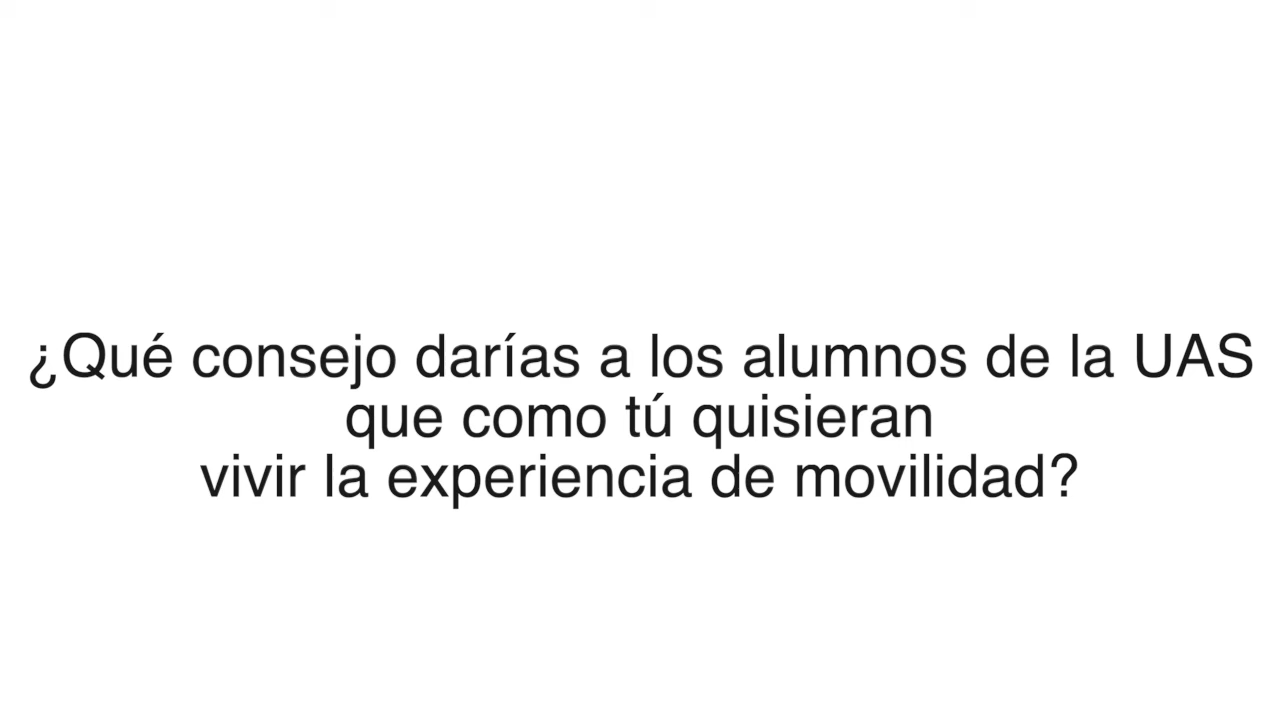 ¿Qué consejo darías a los alumnos de la UAS
que como tú quisieran
vivir la experiencia de movilidad?